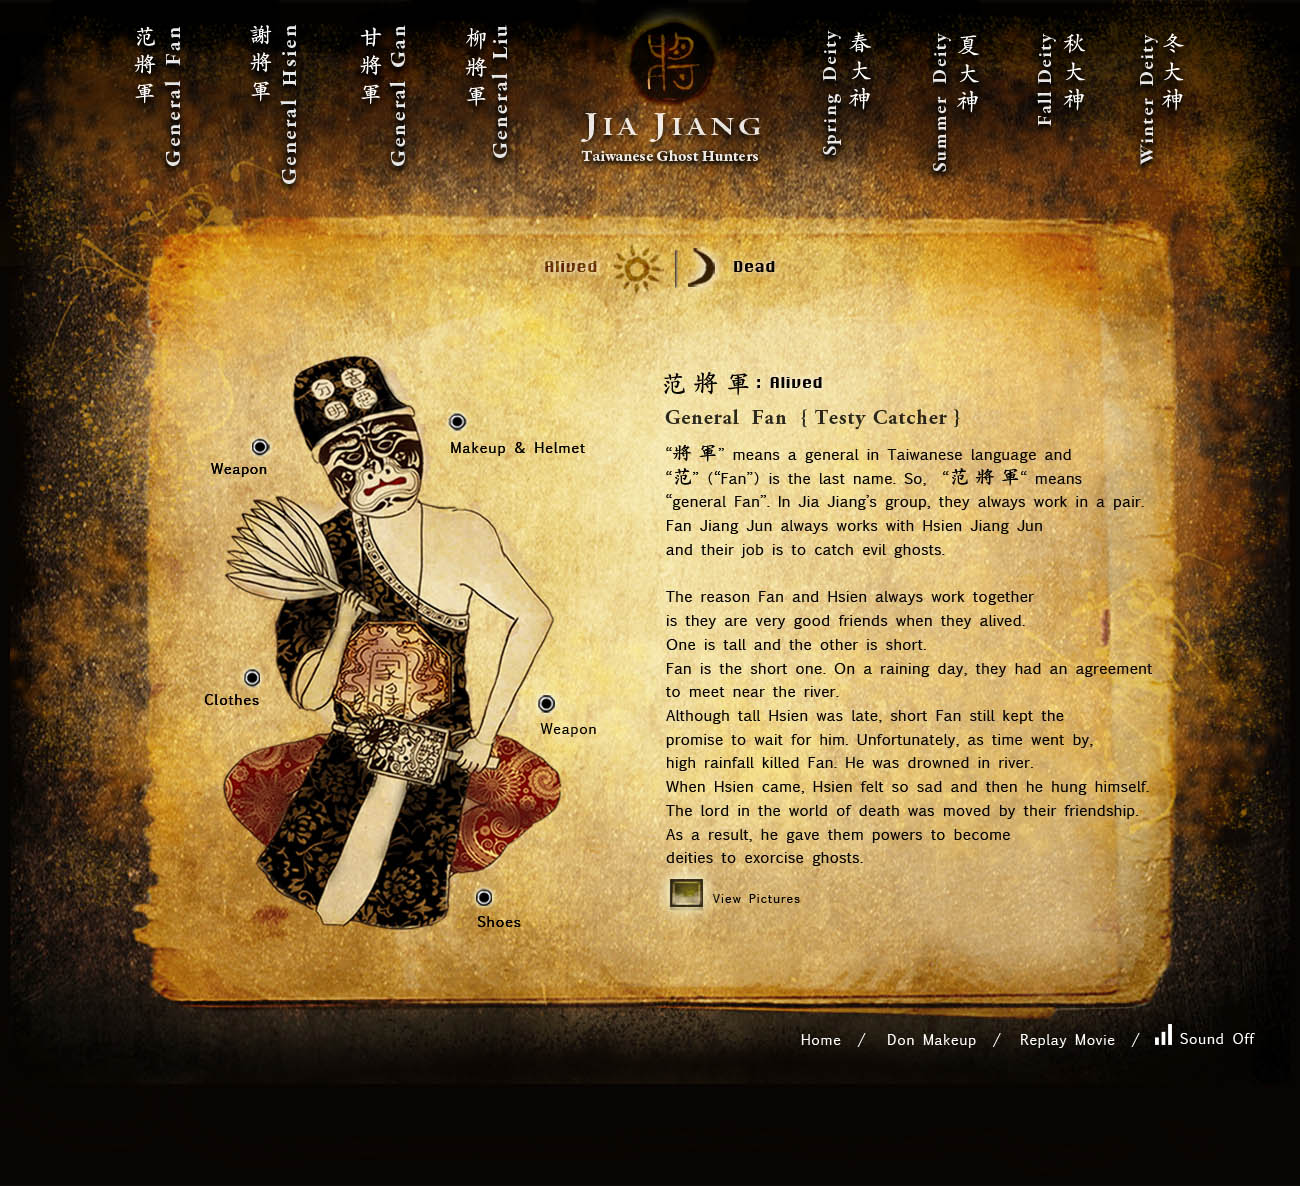 范將軍
General Fan
謝將軍
General Hsien
甘將軍
General Gan
柳將軍
General Liu
將
JIA JIANG
Taiwanese Ghost Hunters
Spring Deity
春大神
Summer Deity
夏大神
Fall Deity
秋大神
Winter Deity
冬大神
Alived
Dead
善惡
分明
Makeup & Helmet
Weapon
Clothes
家將
Weapon
Shoes
范 將 軍 : Alived
General Fan { Testy Catcher }
“將 軍” means a general in Taiwanese language and
“范” (“Fan”) is the last name. So, “范 將 軍“ means
“general Fan”. In Jia Jiang’s group, they always work in a pair.
Fan Jiang Jun always works with Hsien Jiang Jun
and their job is to catch evil ghosts.
The reason Fan and Hsien always work together
is they are very good friends when they alived.
One is tall and the other is short.
Fan is the short one. On a raining day, they had an agreement
to meet near the river.
Although tall Hsien was late, short Fan still kept the
promise to wait for him. Unfortunately, as time went by,
high rainfall killed Fan. He was drowned in river.
When Hsien came, Hsien felt so sad and then he hung himself.
The lord in the world of death was moved by their friendship.
As a result, he gave them powers to become
deities to exorcise ghosts.
View Pictures
Home / Don Makeup / Replay Movie / Sound Off